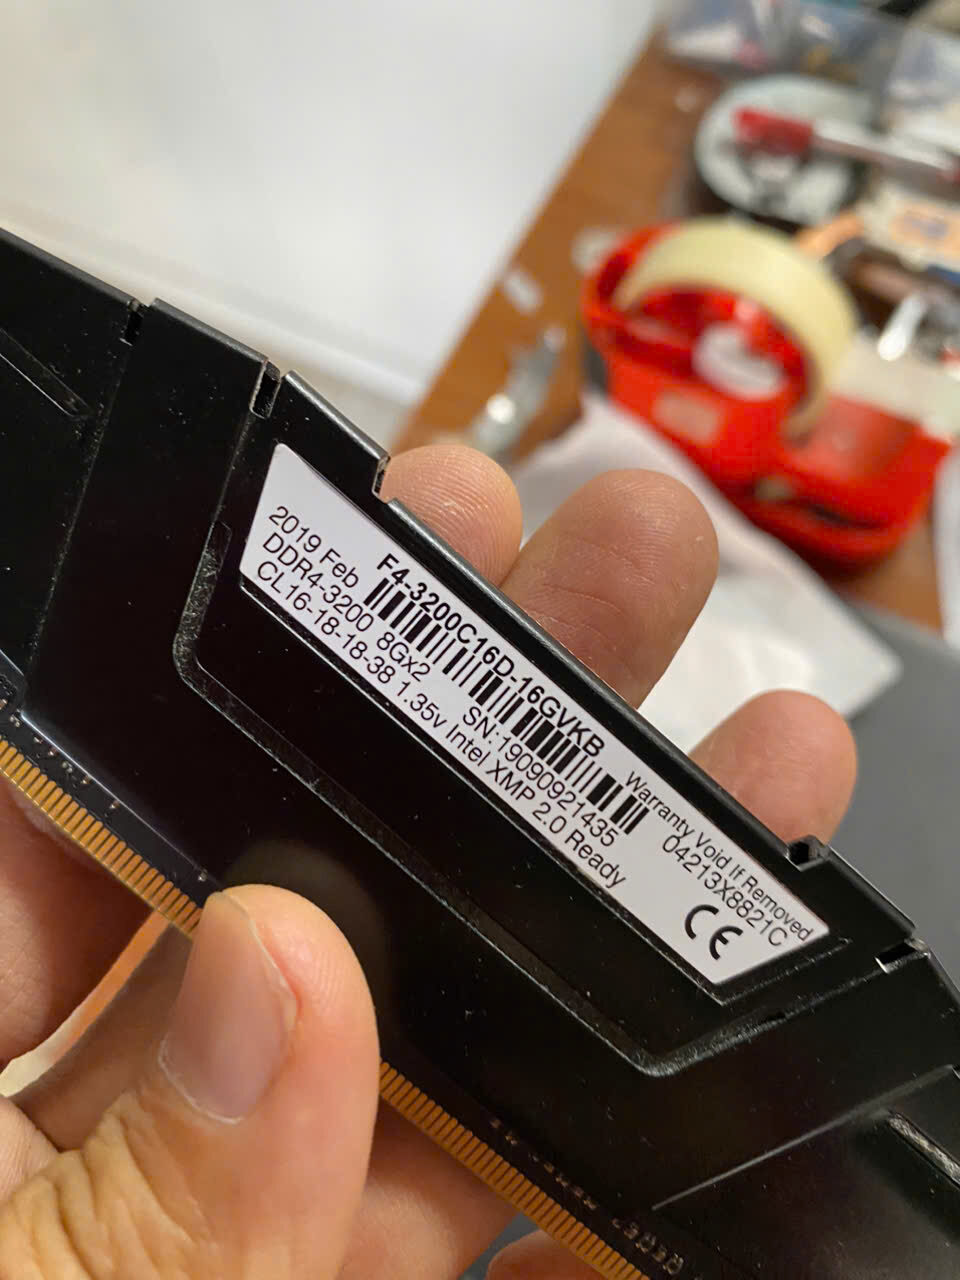 F4-3200C16D-16GVKB
Warranty Void If Removed
2019 Feb
04213X8821C
DDR4-3200 8Gx2
SN:19090921435
CL16-18-18-38 1.35v Intel XMP 2.0 Ready
CE